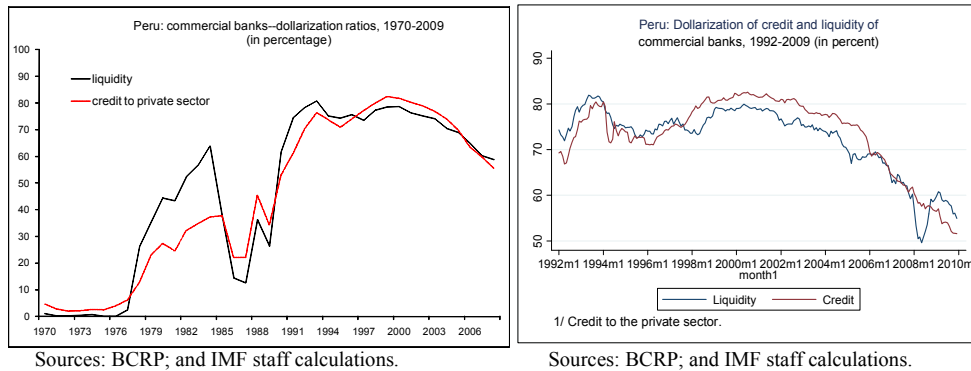 Peru: commercial banks--dollarization ratios, 1970-2009
(in percentage)
100
90
80
70
60
50
40
30
20
10
0
liquidity
credit to private sector
1970 1973 1976 1979 1982 1985 1988 1991 1994 1997 2000 2003 2006
Sources: BCRP; and IMF staff calculations.
Peru: Dollarization of credit and liquidity of
commercial banks, 1992-2009 (in percent)
90
80
70
60
50
1992m1 1994m1 1996m1 1998m1 2000m1 2002m1 2004m1 2006m1 2008m1 2010m
month1
Liquidity Credit
1/ Credit to the private sector.
Sources: BCRP; and IMF staff calculations.